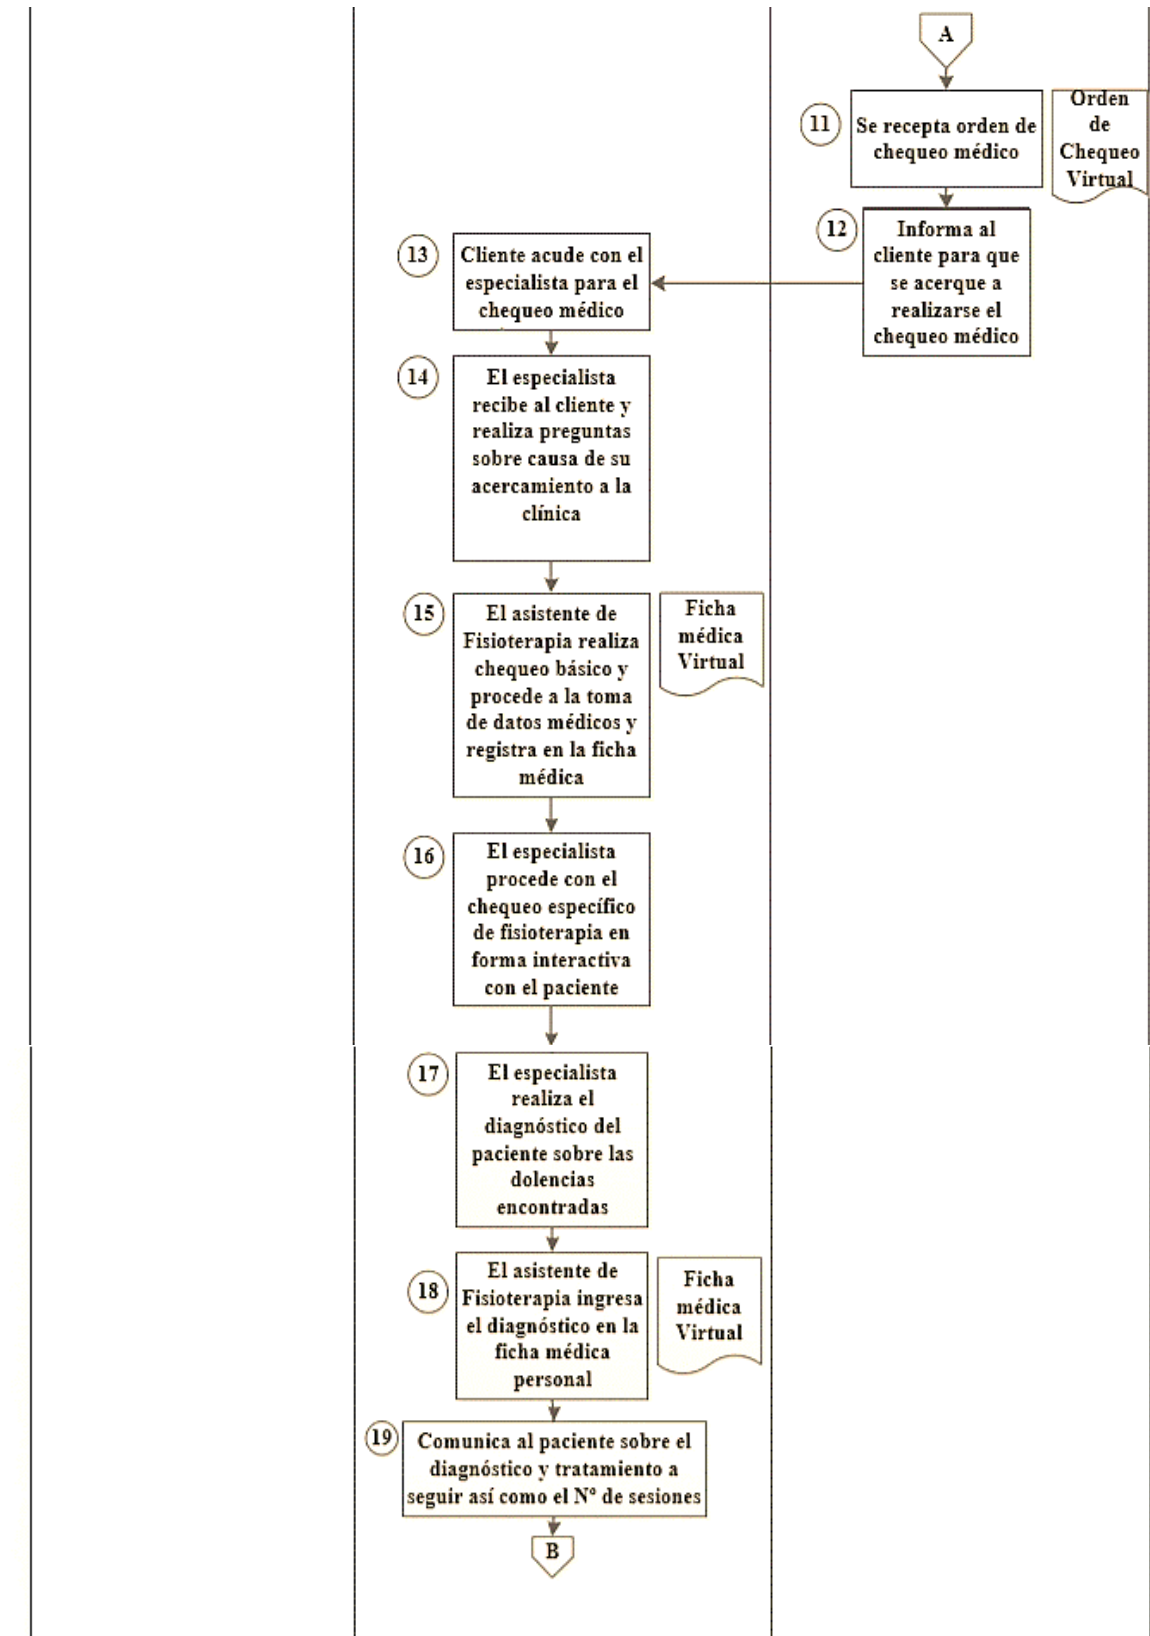 A
11
Se recepta orden de
chequeo médico
Orden
de
Chequeo
Virtual
12
Informa al
cliente para que
se acerque a
realizarse el
chequeo médico
13
Cliente acude con el
especialista para el
chequeo médico
14
El especialista
recibe al cliente y
realiza preguntas
sobre causa de su
acercamiento a la
clínica
15
El asistente de
Fisioterapia realiza
chequeo básico y
procede a la toma
de datos médicos y
registra en la ficha
médica
Ficha
médica
Virtual
16
El especialista
procede con el
chequeo específico
de fisioterapia en
forma interactiva
con el paciente
17
El especialista
realiza el
diagnóstico del
paciente sobre las
dolencias
encontradas
18
El asistente de
Fisioterapia ingresa
el diagnóstico en la
ficha médica
personal
Ficha
médica
Virtual
19
Comunica al paciente sobre el
diagnóstico y tratamiento a
seguir así como el Nº de sesiones
B